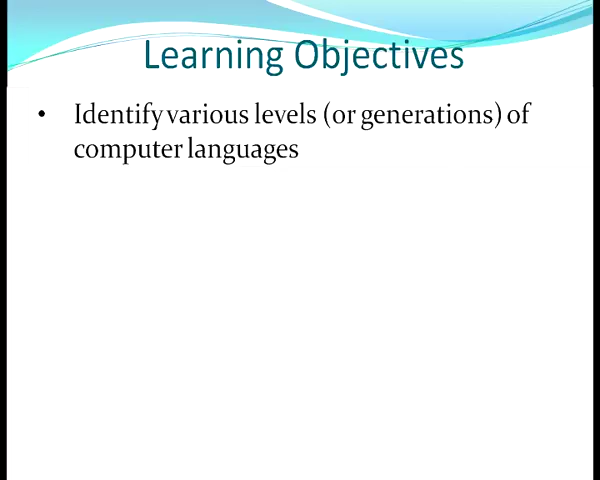 Learning Objectives
• Identify various levels (or generations) of
computer languages